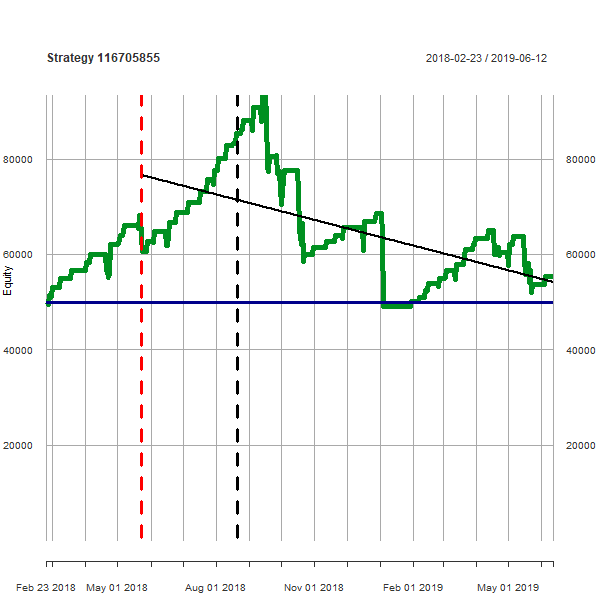 Strategy 116705855
2018-02-23 / 2019-06-12
80000
80000
60000
60000
Equity
40000
40000
20000
20000
Feb 23 2018
May 01 2018
Aug 01 2018
Nov 01 2018
Feb 01 2019
May 01 2019